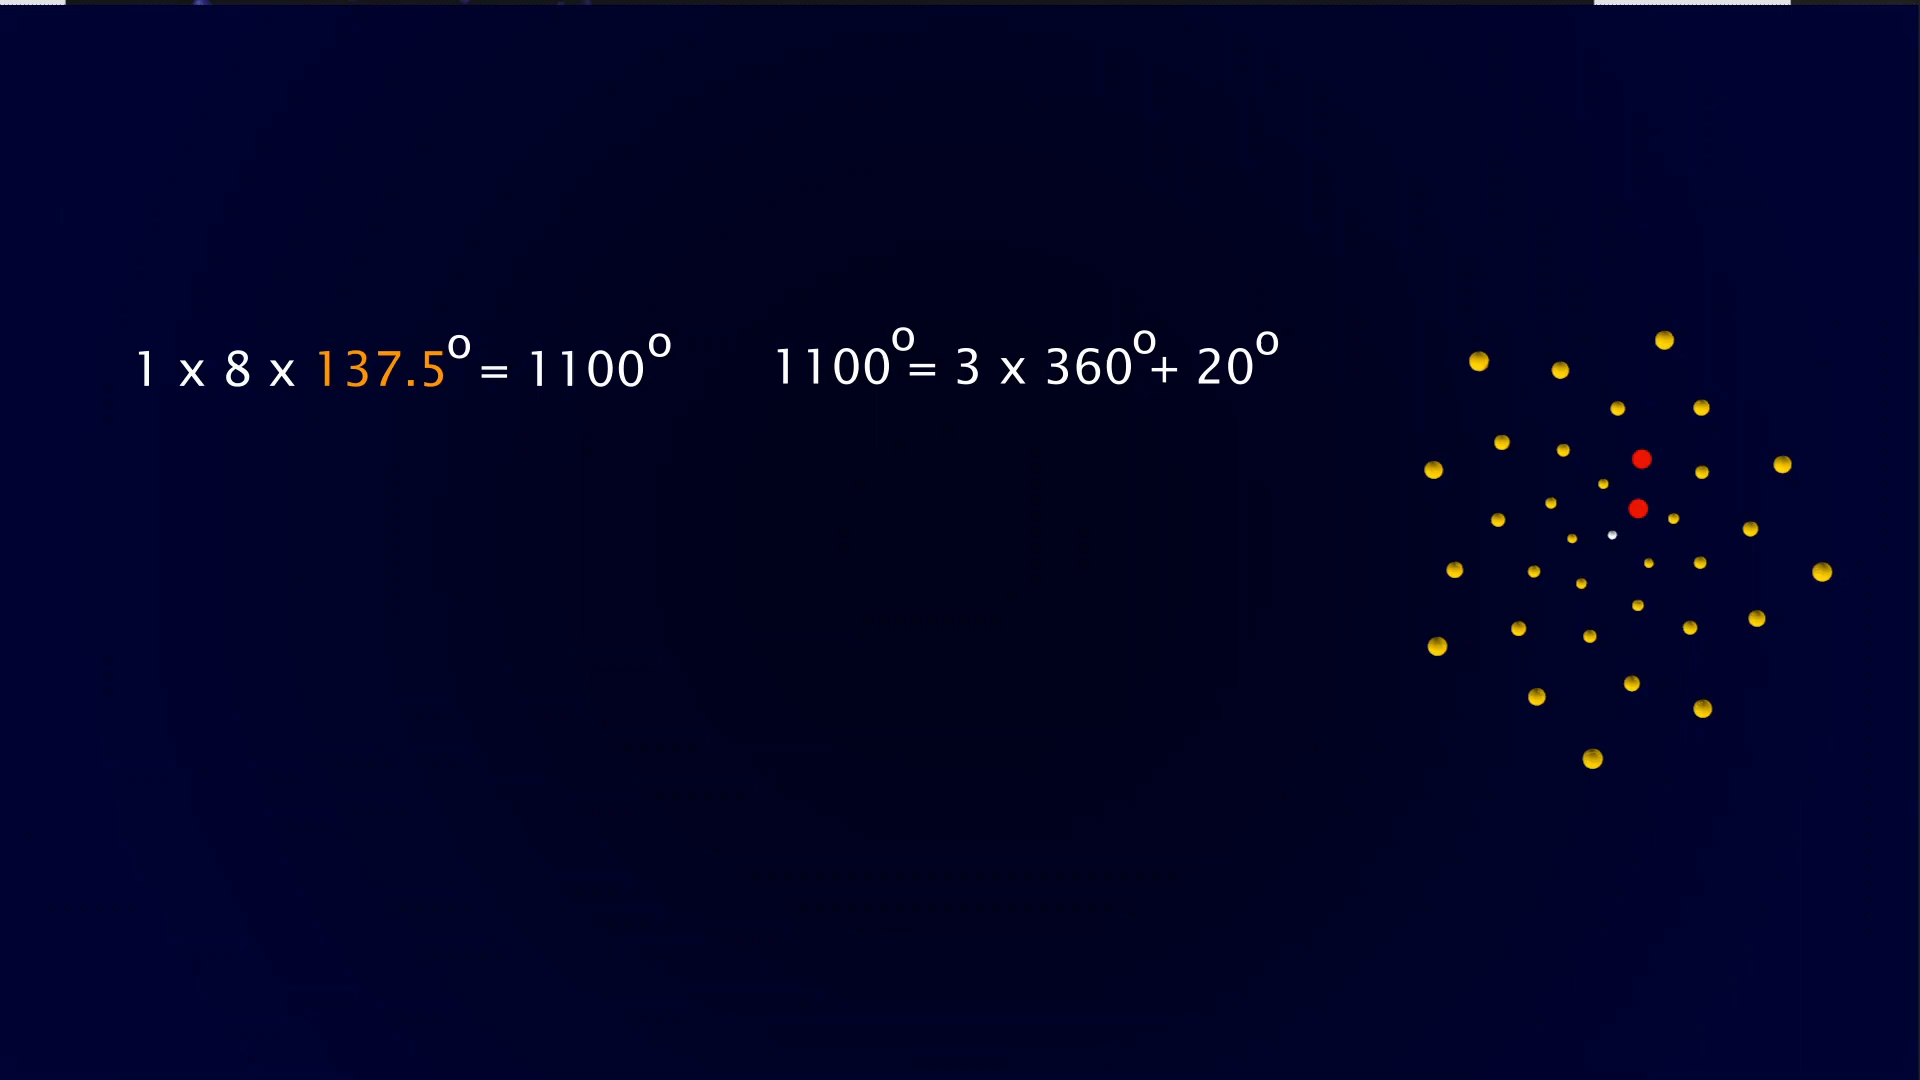 1 x 8 x 137.5° = 1100°
1100° = 3 x 360° + 20°